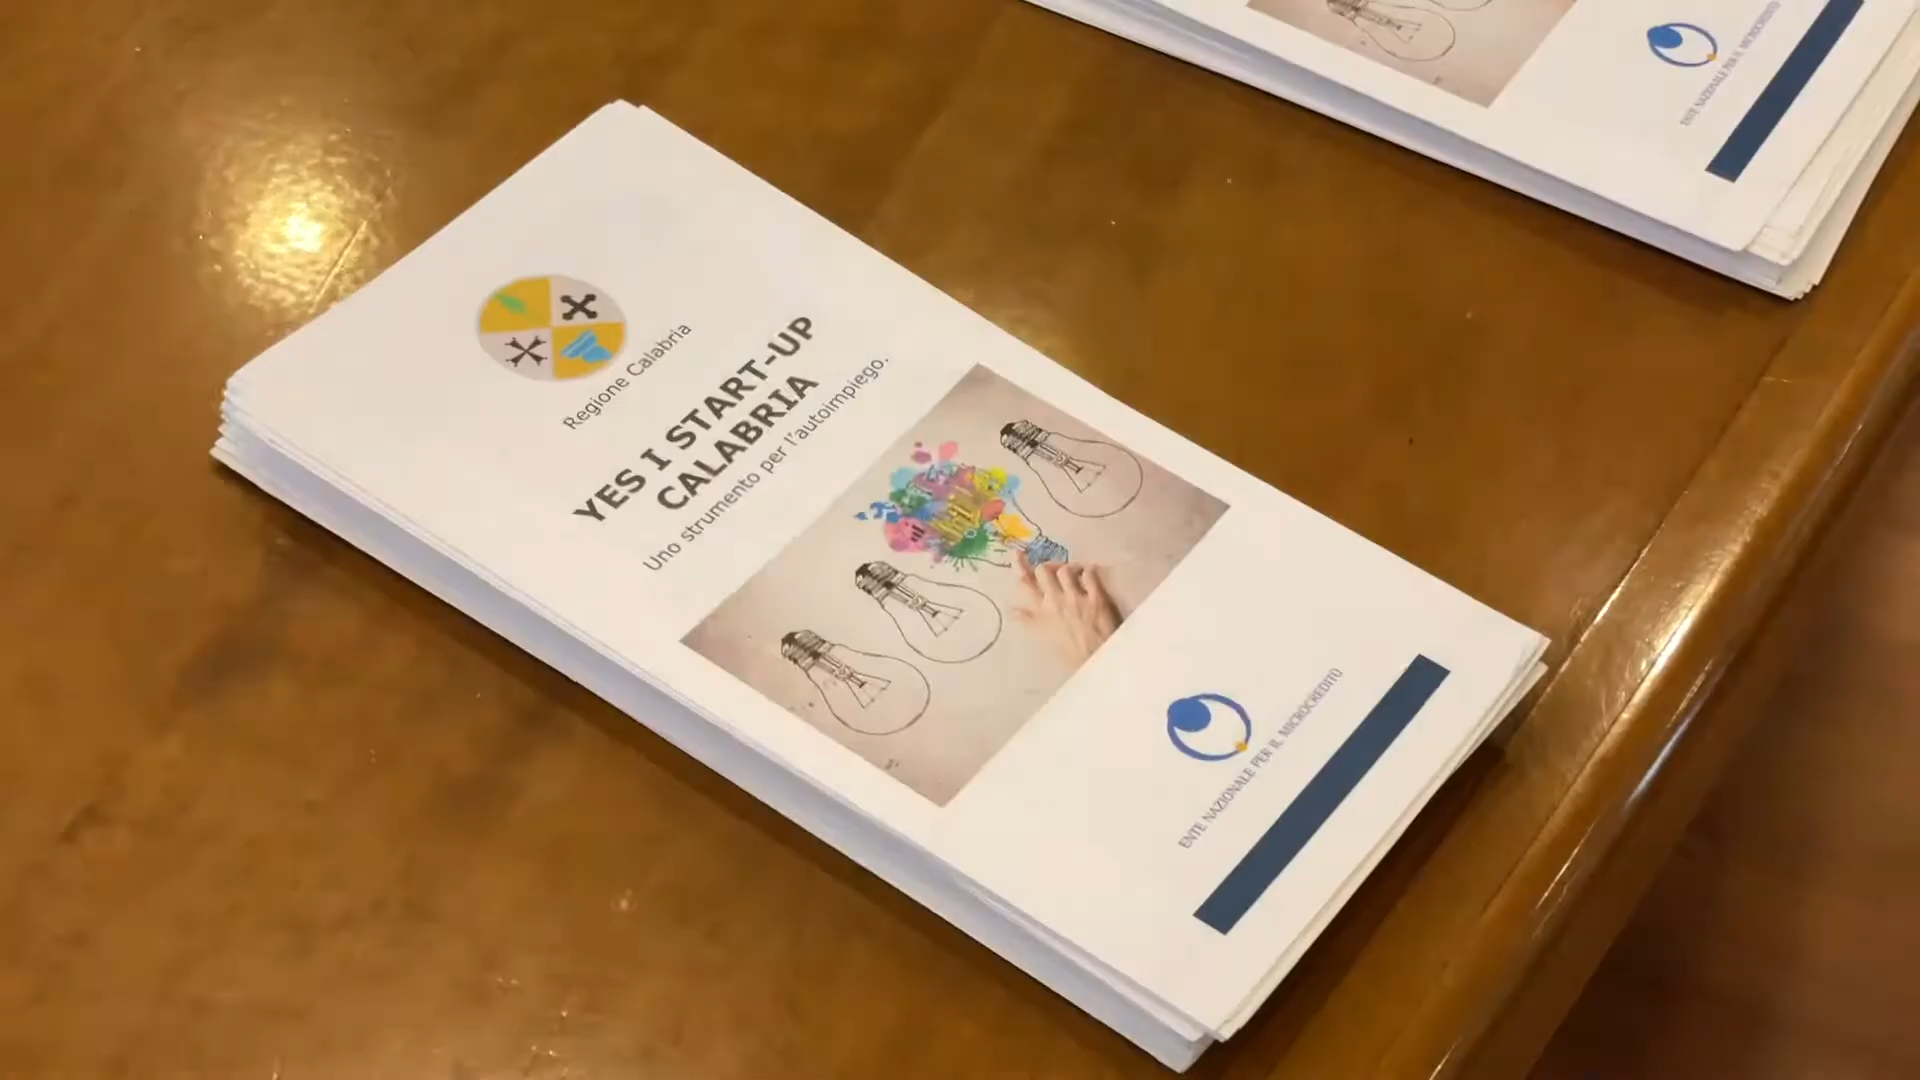 Regione Calabria
YES I START-UP
CALABRIA
Uno strumento per l'autoimpiego.
ENTE NAZIONALE PER IL MICROCREDITO
ENTE NAZIONALE PER IL MICROCREDITO